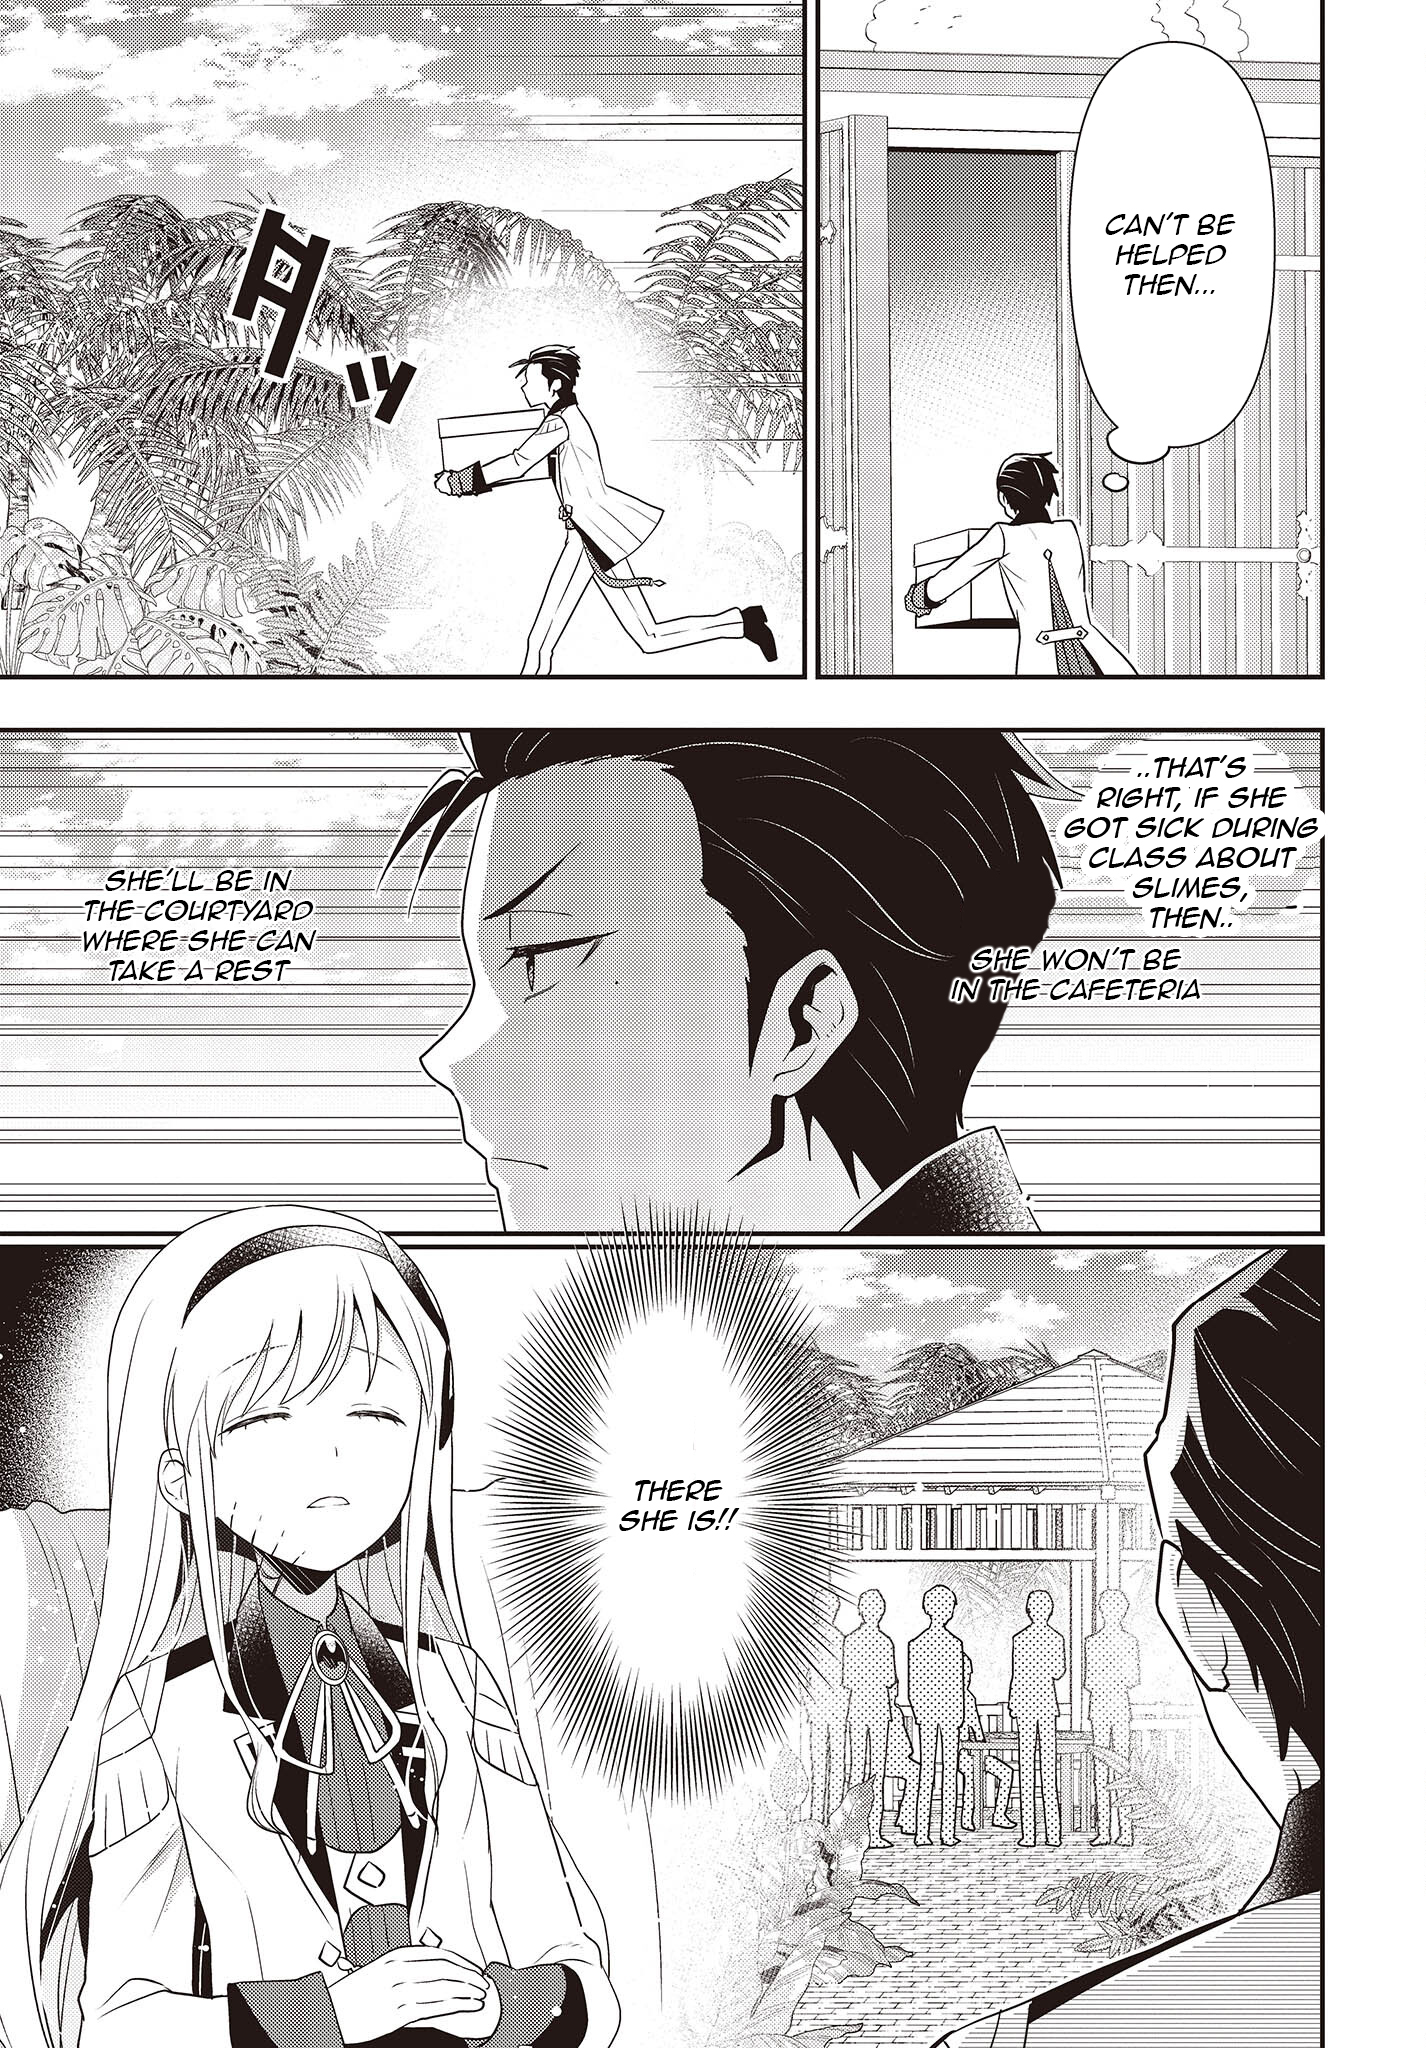 CAN'T BE
HELPED
THEN...
ダッ
..THAT'S
RIGHT, IF SHE
GOT SICK DURING
CLASS ABOUT
SLIMES,
THEN..
SHE WON'T BE
IN THE CAFETERIA
SHE'LL BE IN
THE COURTYARD
WHERE SHE CAN
TAKE A REST
THERE
SHE IS!!